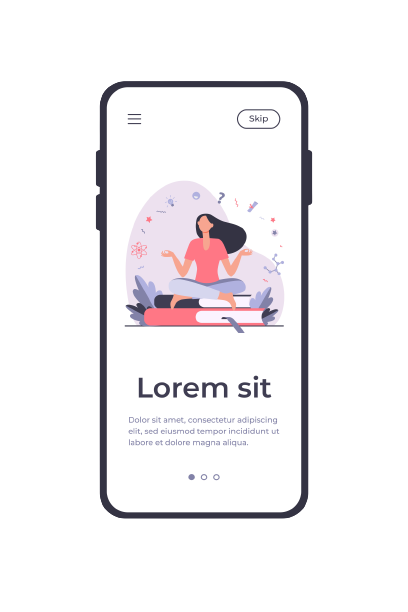 Skip
?
!
Lorem sit
Dolor sit amet, consectetur adipiscing
elit, sed eiusmod tempor incididunt ut
labore et dolore magna aliqua.